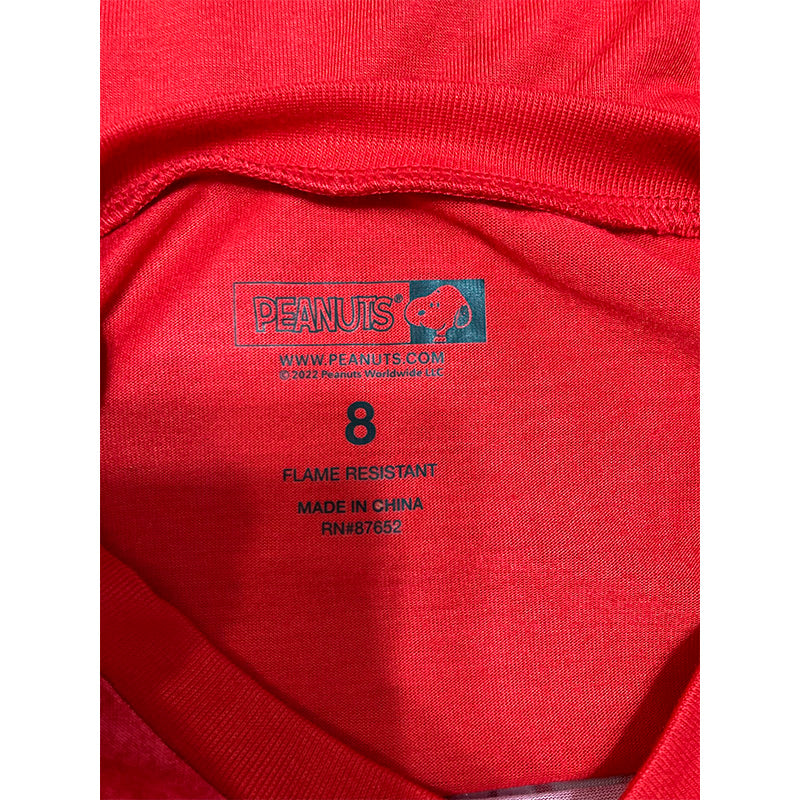 PEANUTS®
WWW.PEANUTS.COM
© 2022 Peanuts Worldwide LLC
8
FLAME RESISTANT
MADE IN CHINA
RN#87652